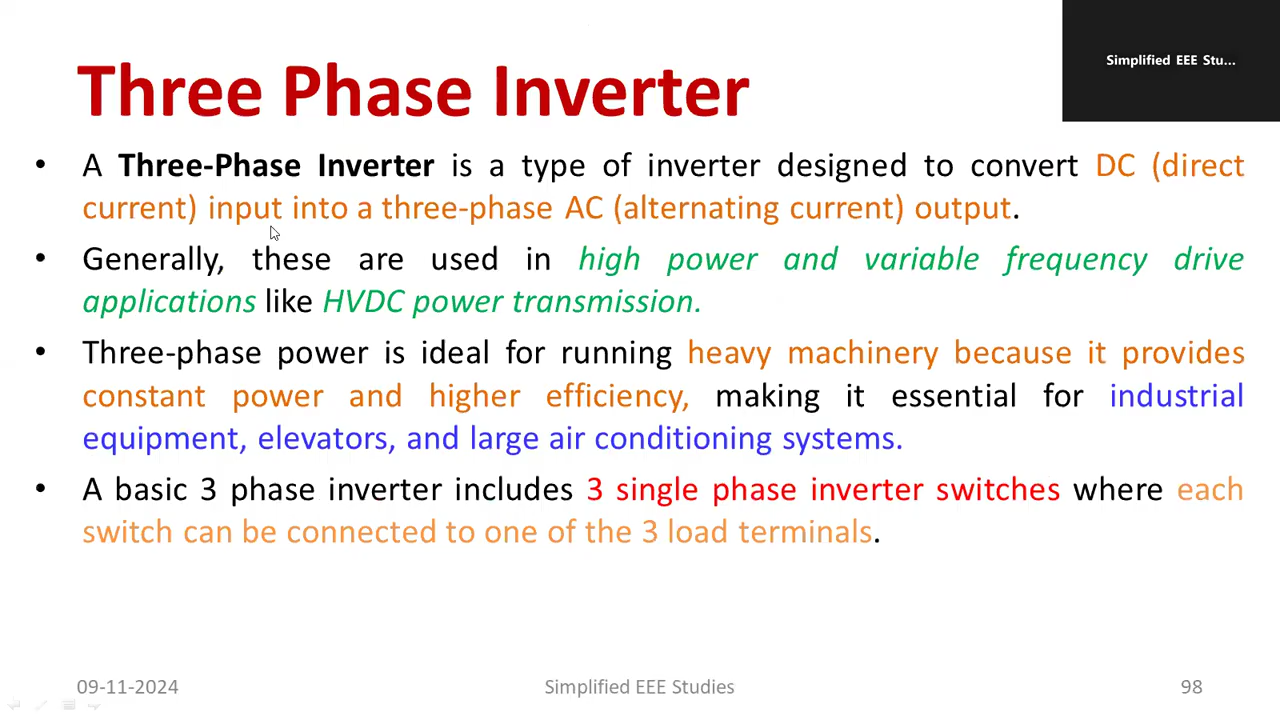 Simplified EEE Stu...
Three Phase Inverter
• A Three-Phase Inverter is a type of inverter designed to convert DC (direct
current) input into a three-phase AC (alternating current) output.
• Generally, these are used in high power and variable frequency drive
applications like HVDC power transmission.
• Three-phase power is ideal for running heavy machinery because it provides
constant power and higher efficiency, making it essential for industrial
equipment, elevators, and large air conditioning systems.
• A basic 3 phase inverter includes 3 single phase inverter switches where each
switch can be connected to one of the 3 load terminals.
09-11-2024 Simplified EEE Studies 98